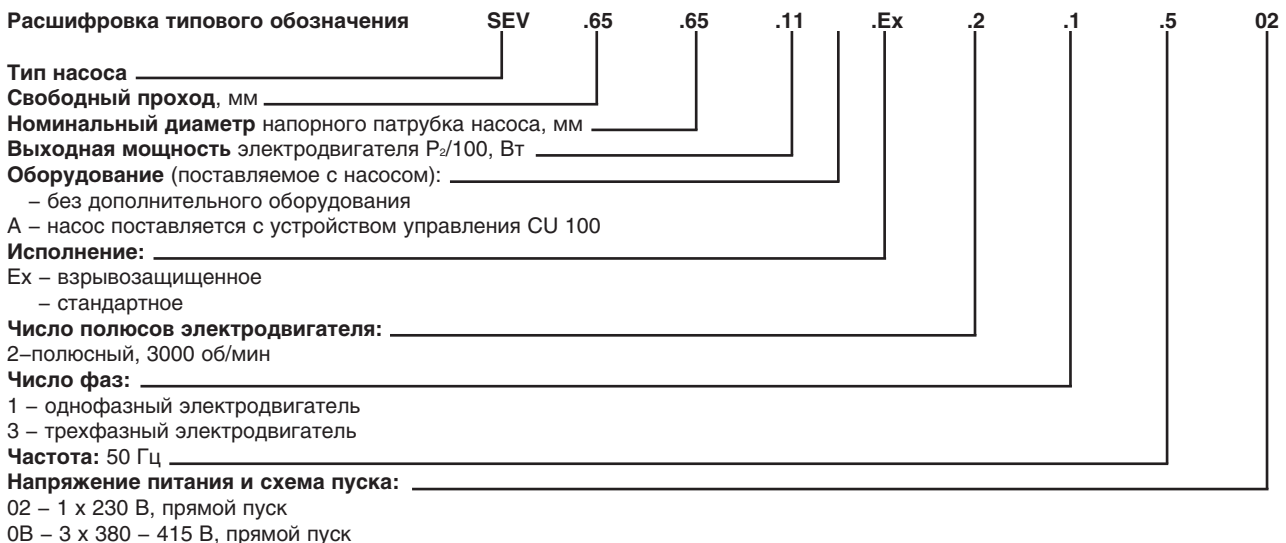 Расшифровка типового обозначения SEV .65 .65 .11 .Ex .2 .1 .5 02
Тип насоса
Свободный проход, мм
Номинальный диаметр напорного патрубка насоса, мм
Выходная мощность электродвигателя P₂/100, Вт
Оборудование (поставляемое с насосом):
– без дополнительного оборудования
А – насос поставляется с устройством управления CU 100
Исполнение:
Ex – взрывозащищенное
– стандартное
Число полюсов электродвигателя:
2–полюсный, 3000 об/мин
Число фаз:
1 – однофазный электродвигатель
3 – трехфазный электродвигатель
Частота: 50 Гц
Напряжение питания и схема пуска:
02 – 1 x 230 В, прямой пуск
0B – 3 x 380 – 415 В, прямой пуск